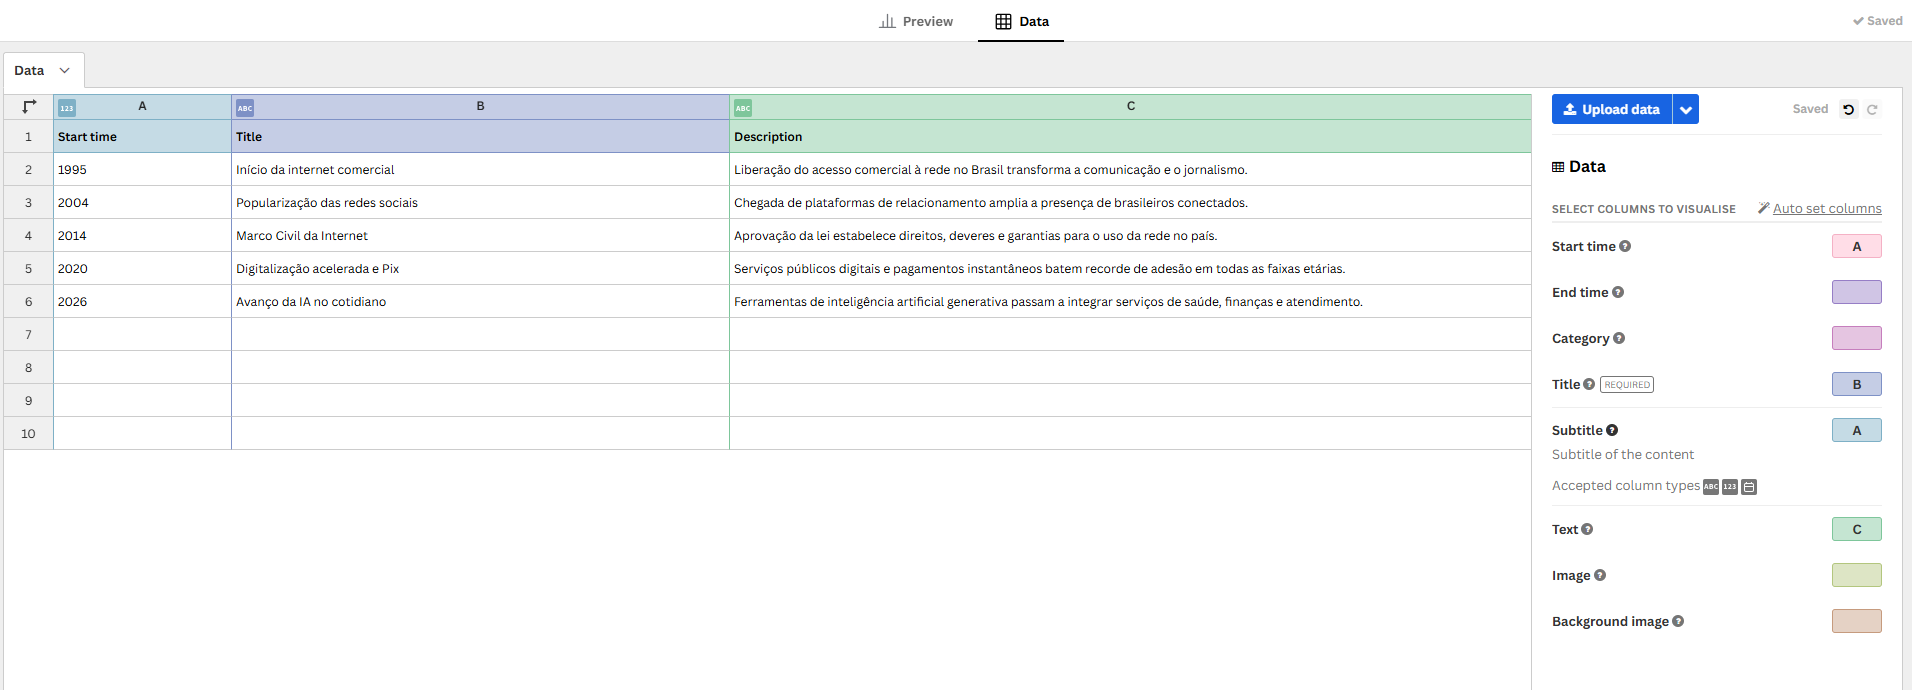 Preview Data Saved
Data
A B C
1 Start time Title Description
2 1995 Início da internet comercial Liberação do acesso comercial à rede no Brasil transforma a comunicação e o jornalismo.
3 2004 Popularização das redes sociais Chegada de plataformas de relacionamento amplia a presença de brasileiros conectados.
4 2014 Marco Civil da Internet Aprovação da lei estabelece direitos, deveres e garantias para o uso da rede no país.
5 2020 Digitalização acelerada e Pix Serviços públicos digitais e pagamentos instantâneos batem recorde de adesão em todas as faixas etárias.
6 2026 Avanço da IA no cotidiano Ferramentas de inteligência artificial generativa passam a integrar serviços de saúde, finanças e atendimento.
7
8
9
10
Upload data Saved
Data
SELECT COLUMNS TO VISUALISE Auto set columns
Start time ? A
End time ?
Category ?
Title ? REQUIRED B
Subtitle ? A
Subtitle of the content
Accepted column types ABC 123
Text ? C
Image ?
Background image ?